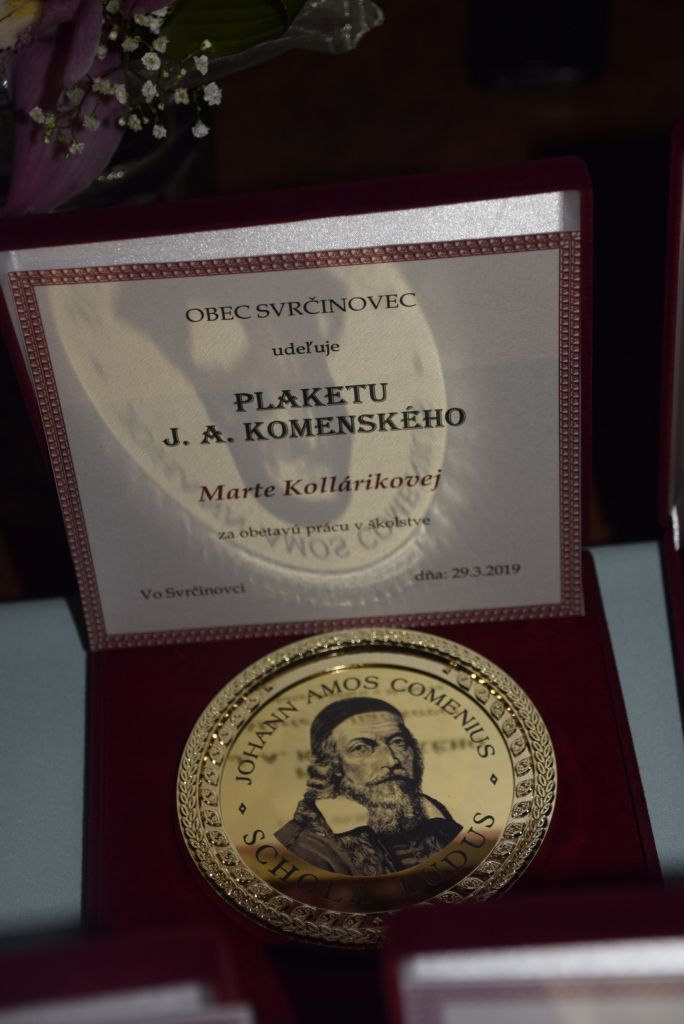 OBEC SVRČINOVEC
udeľuje
PLAKETU
J. A. KOMENSKÉHO
Marte Kollárikovej
za obetavú prácu v školstve
Vo Svrčinovci
dňa: 29.3.2019
JOHANN AMOS COMENIUS
SCHOLA LUDUS